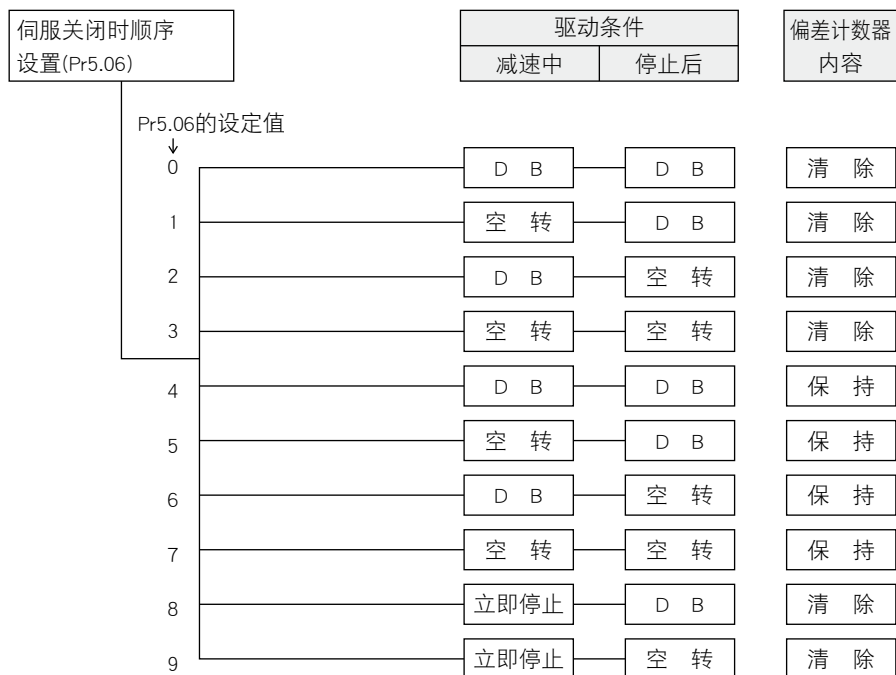 伺服关闭时顺序
设置(Pr5.06)
驱动条件
减速中 停止后
偏差计数器
内容
Pr5.06的设定值
↓
0 D B D B 清 除
1 空 转 D B 清 除
2 D B 空 转 清 除
3 空 转 空 转 清 除
4 D B D B 保 持
5 空 转 D B 保 持
6 D B 空 转 保 持
7 空 转 空 转 保 持
8 立即停止 D B 清 除
9 立即停止 空 转 清 除